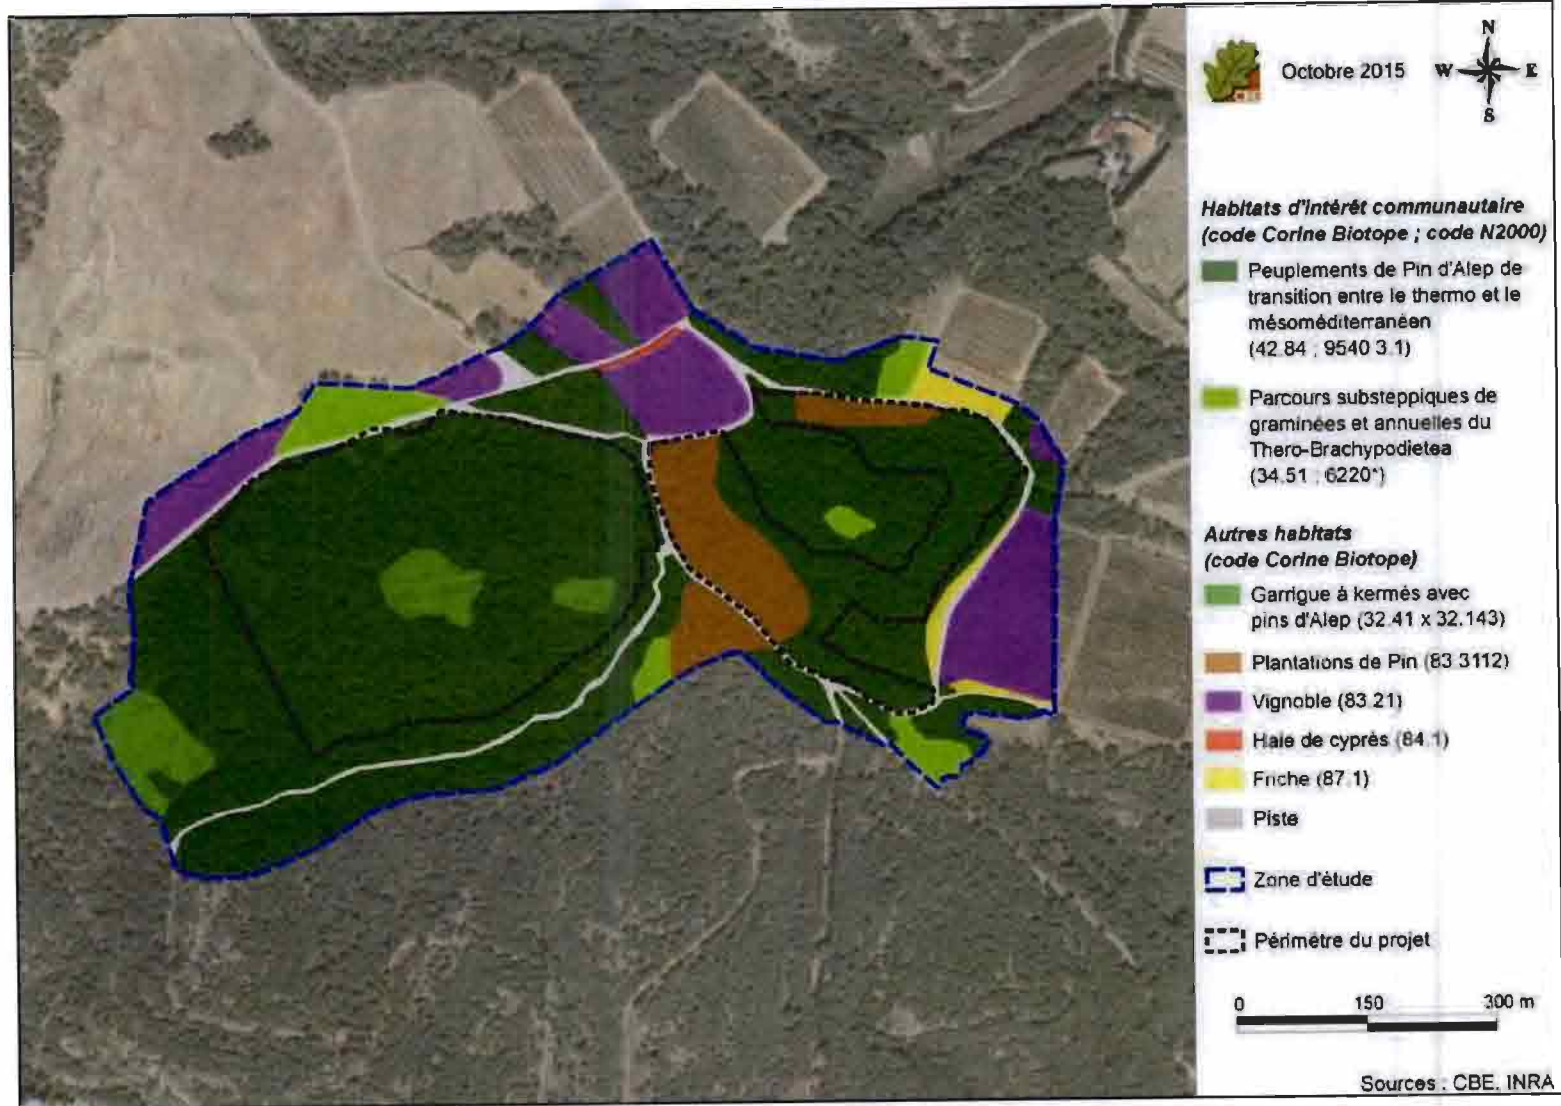 Octobre 2015
N
W
E
S
Habitats d'intérêt communautaire
(code Corine Biotope ; code N2000)
Peuplements de Pin d'Alep de
transition entre le thermo et le
mésoméditerranéen
(42.84 ; 9540 3.1)
Parcours substeppiques de
graminées et annuelles du
Thero-Brachypodietea
(34.51 ; 6220*)
Autres habitats
(code Corine Biotope)
Garrigue à kermés avec
pins d'Alep (32.41 x 32.143)
Plantations de Pin (83 3112)
Vignoble (83.21)
Haie de cyprès (84.1)
Friche (87.1)
Piste
Zone d'étude
Périmètre du projet
0 150 300 m
Sources : CBE, INRA